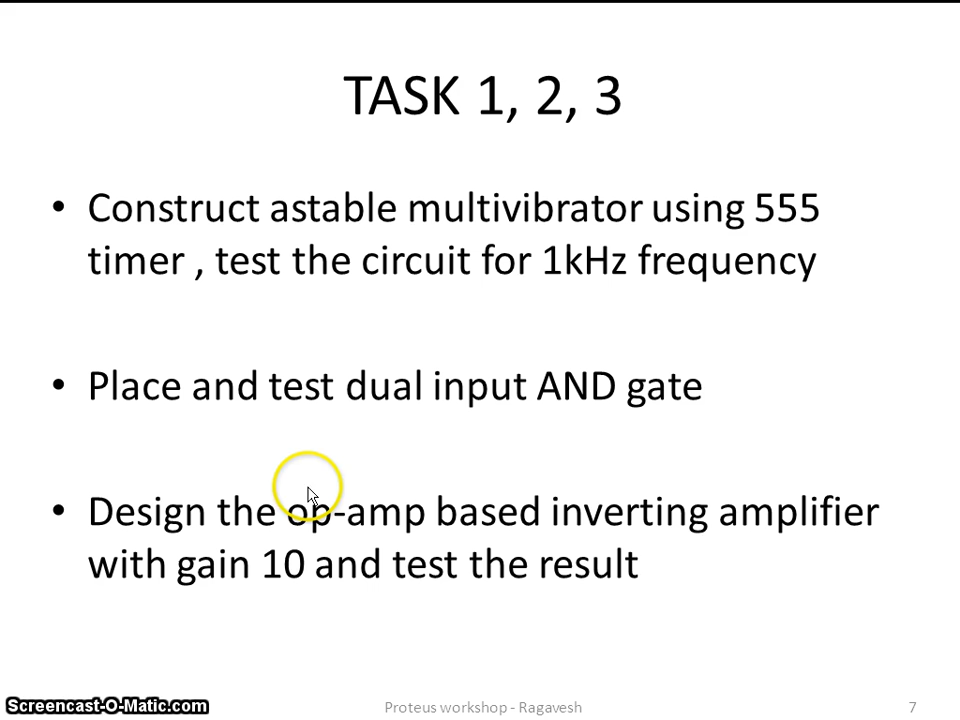 TASK 1, 2, 3
• Construct astable multivibrator using 555
timer , test the circuit for 1kHz frequency
• Place and test dual input AND gate
• Design the op-amp based inverting amplifier
with gain 10 and test the result
Screencast-O-Matic.com
Proteus workshop - Ragavesh
7